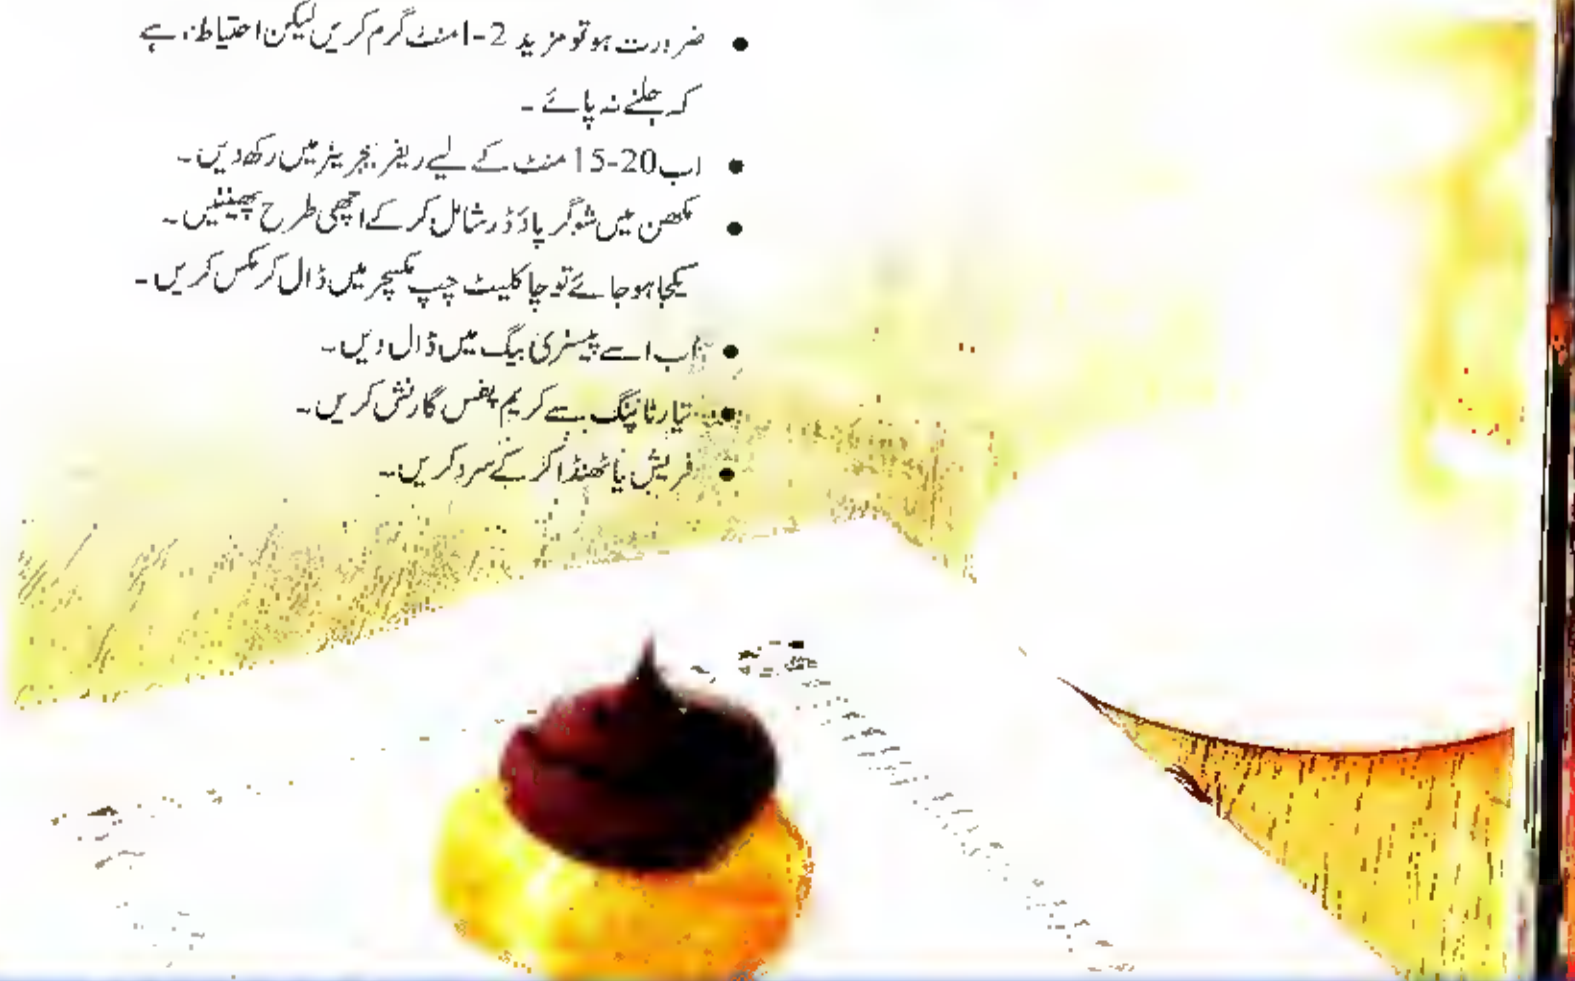 • ضرورت ہو تو مزید 2-1 منٹ گرم کریں لیکن احتیاط ہے
کہ جلنے نہ پائے ۔
• اب 20-15 منٹ کے لیے ریفریجریٹر میں رکھ دیں ۔
• مکھن میں شوگر پاؤڈر شامل کر کے اچھی طرح پھینٹیں ۔
یکجا ہو جائے تو چاکلیٹ چپ مکسچر میں ڈال کر مکس کریں ۔
• اب اسے پیسٹری بیگ میں ڈال دیں ۔
• تیار ٹاپنگ سے کریم پفس گارنش کریں ۔
• فریش یا ٹھنڈا کر کے سرو کریں ۔